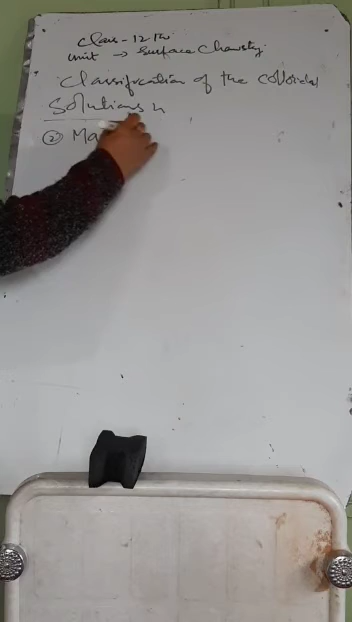 Class - 12th
Unit → Surface Chemistry
Classification of the colloidal
Solutions
② Ma